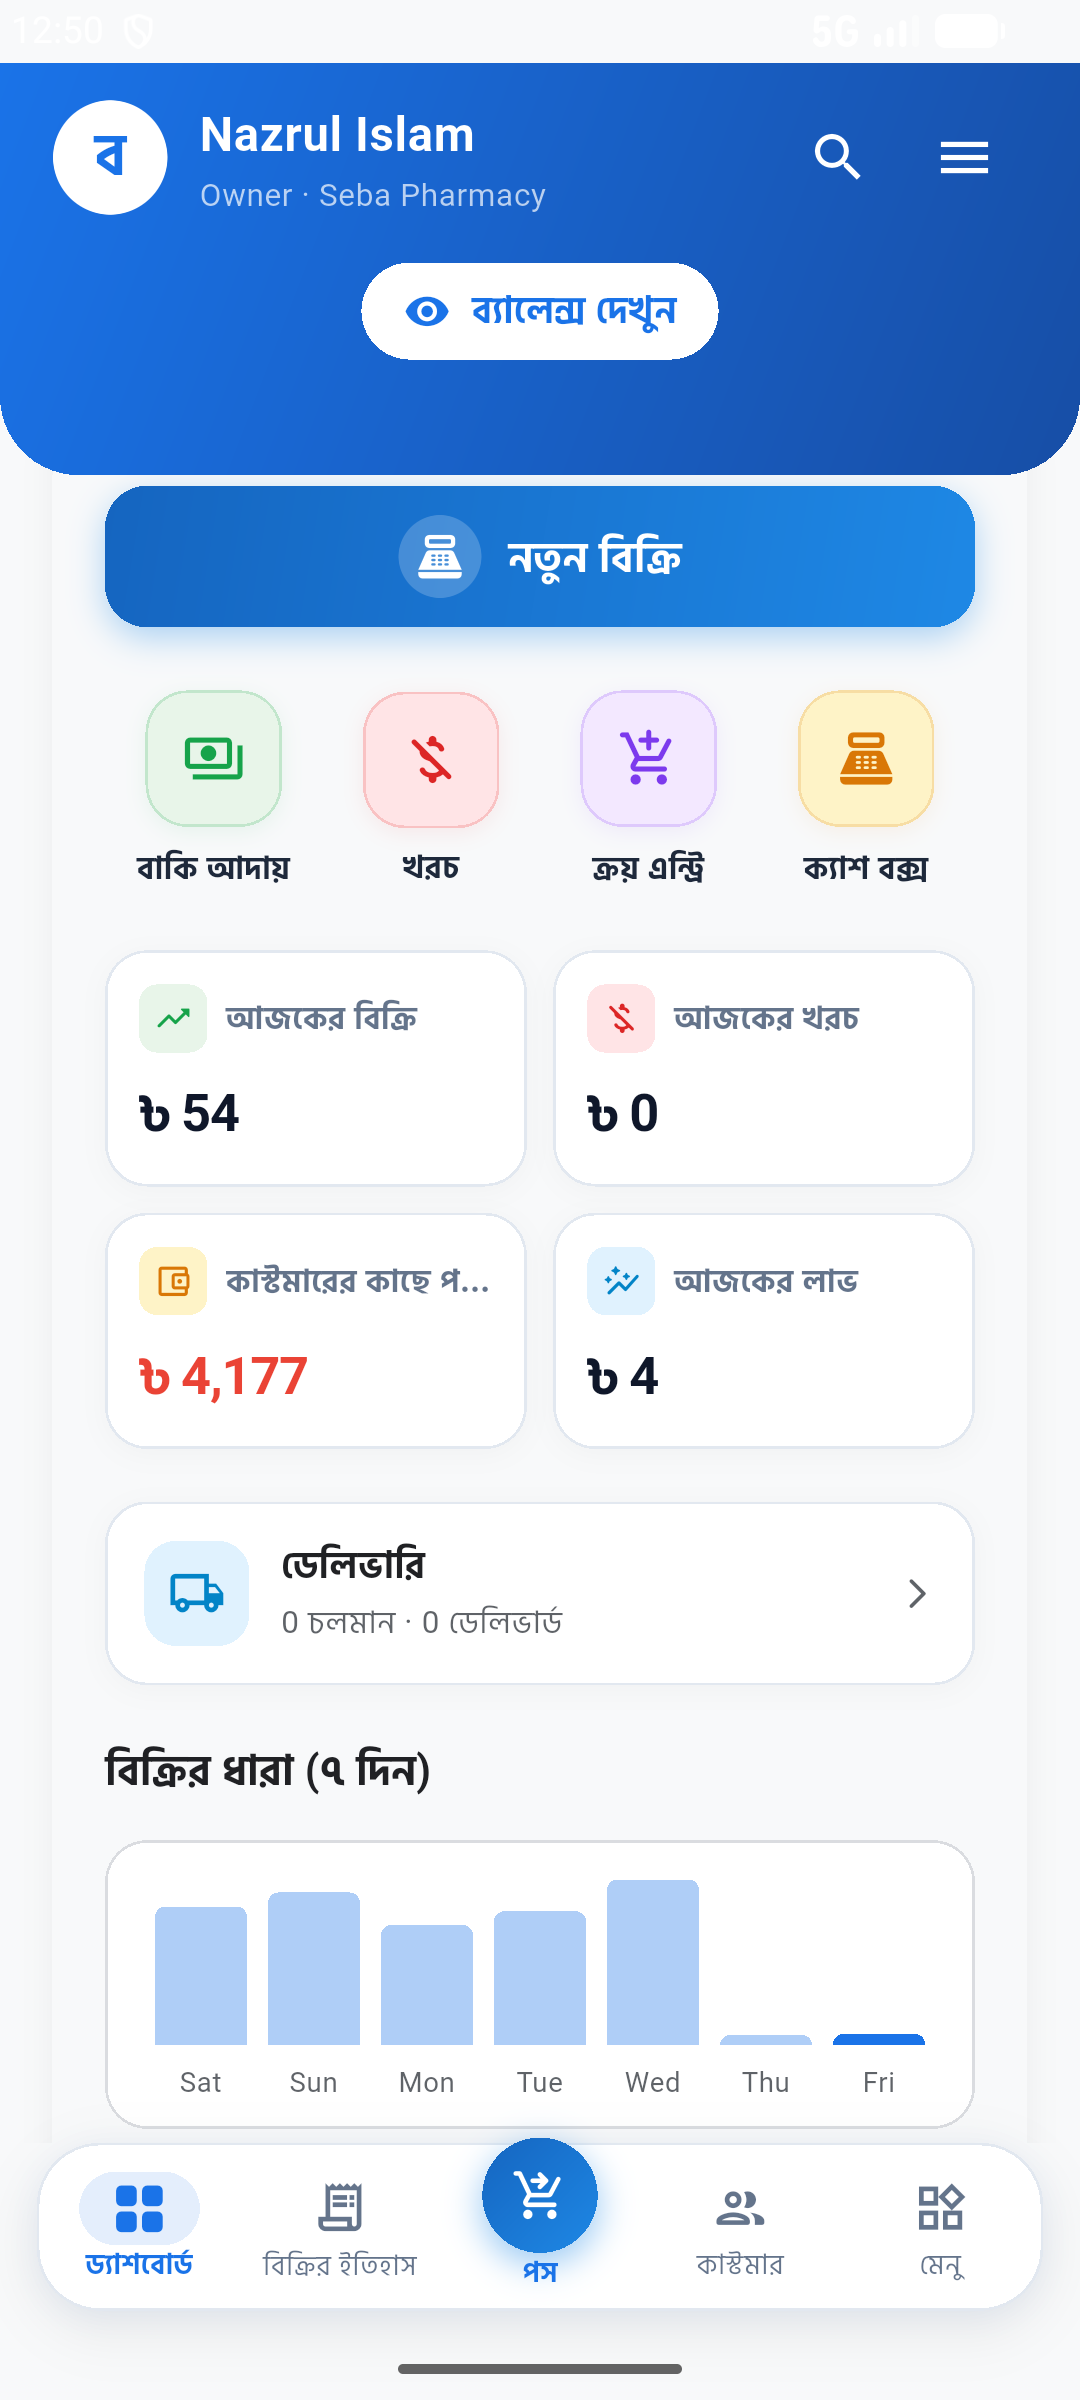 12:50
5G
ব
Nazrul Islam
Owner · Seba Pharmacy
ব্যালেন্স দেখুন
নতুন বিক্রি
বাকি আদায়
খরচ
ক্রয় এন্ট্রি
ক্যাশ বক্স
আজকের বিক্রি
৳ 54
আজকের খরচ
৳ 0
কাস্টমারের কাছে প...
৳ 4,177
আজকের লাভ
৳ 4
ডেলিভারি
0 চলমান · 0 ডেলিভার্ড
বিক্রির ধারা (৭ দিন)
Sat Sun Mon Tue Wed Thu Fri
ড্যাশবোর্ড
বিক্রির ইতিহাস
পস
কাস্টমার
মেনু